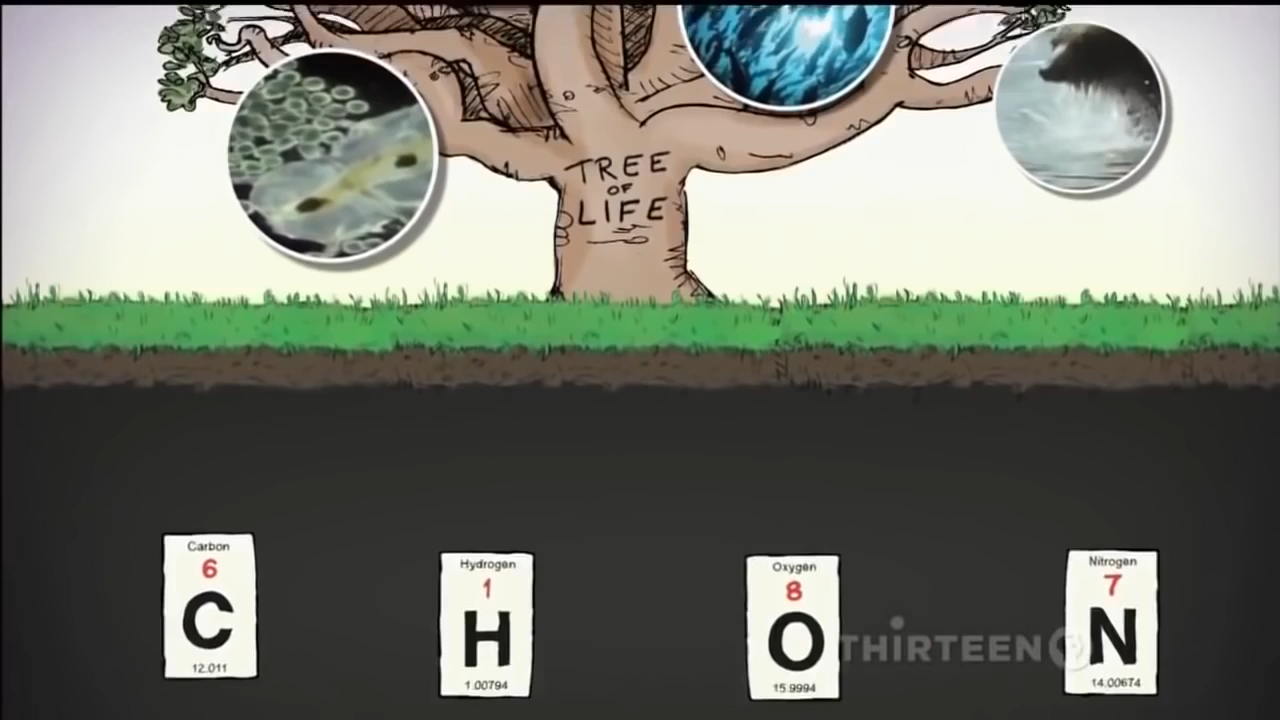 TREE
OF
LIFE
Carbon
6
C
12.011
Hydrogen
1
H
1.00794
Oxygen
8
O
15.9994
THIRTEEN
Nitrogen
7
N
14.00674